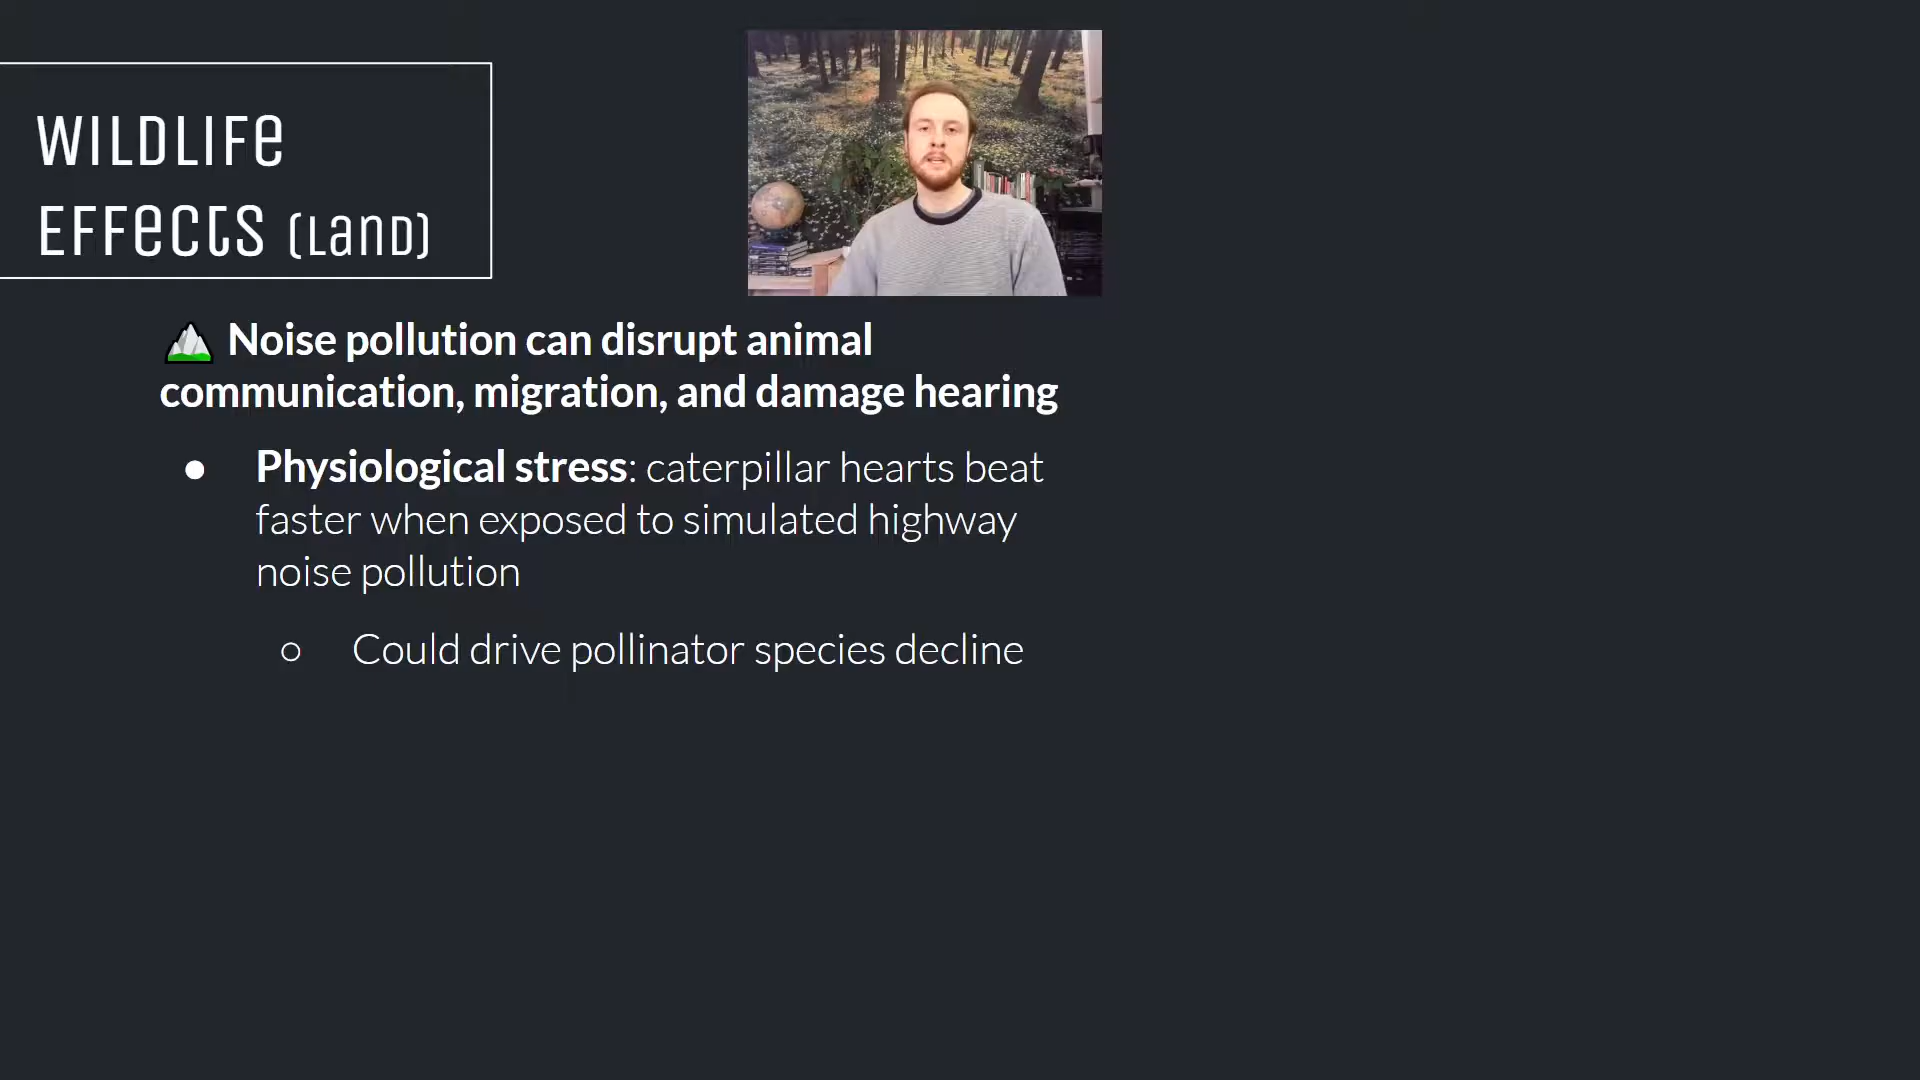 WILDLIFE
EFFECTS (Land)
Noise pollution can disrupt animal
communication, migration, and damage hearing
● Physiological stress: caterpillar hearts beat
faster when exposed to simulated highway
noise pollution
○ Could drive pollinator species decline